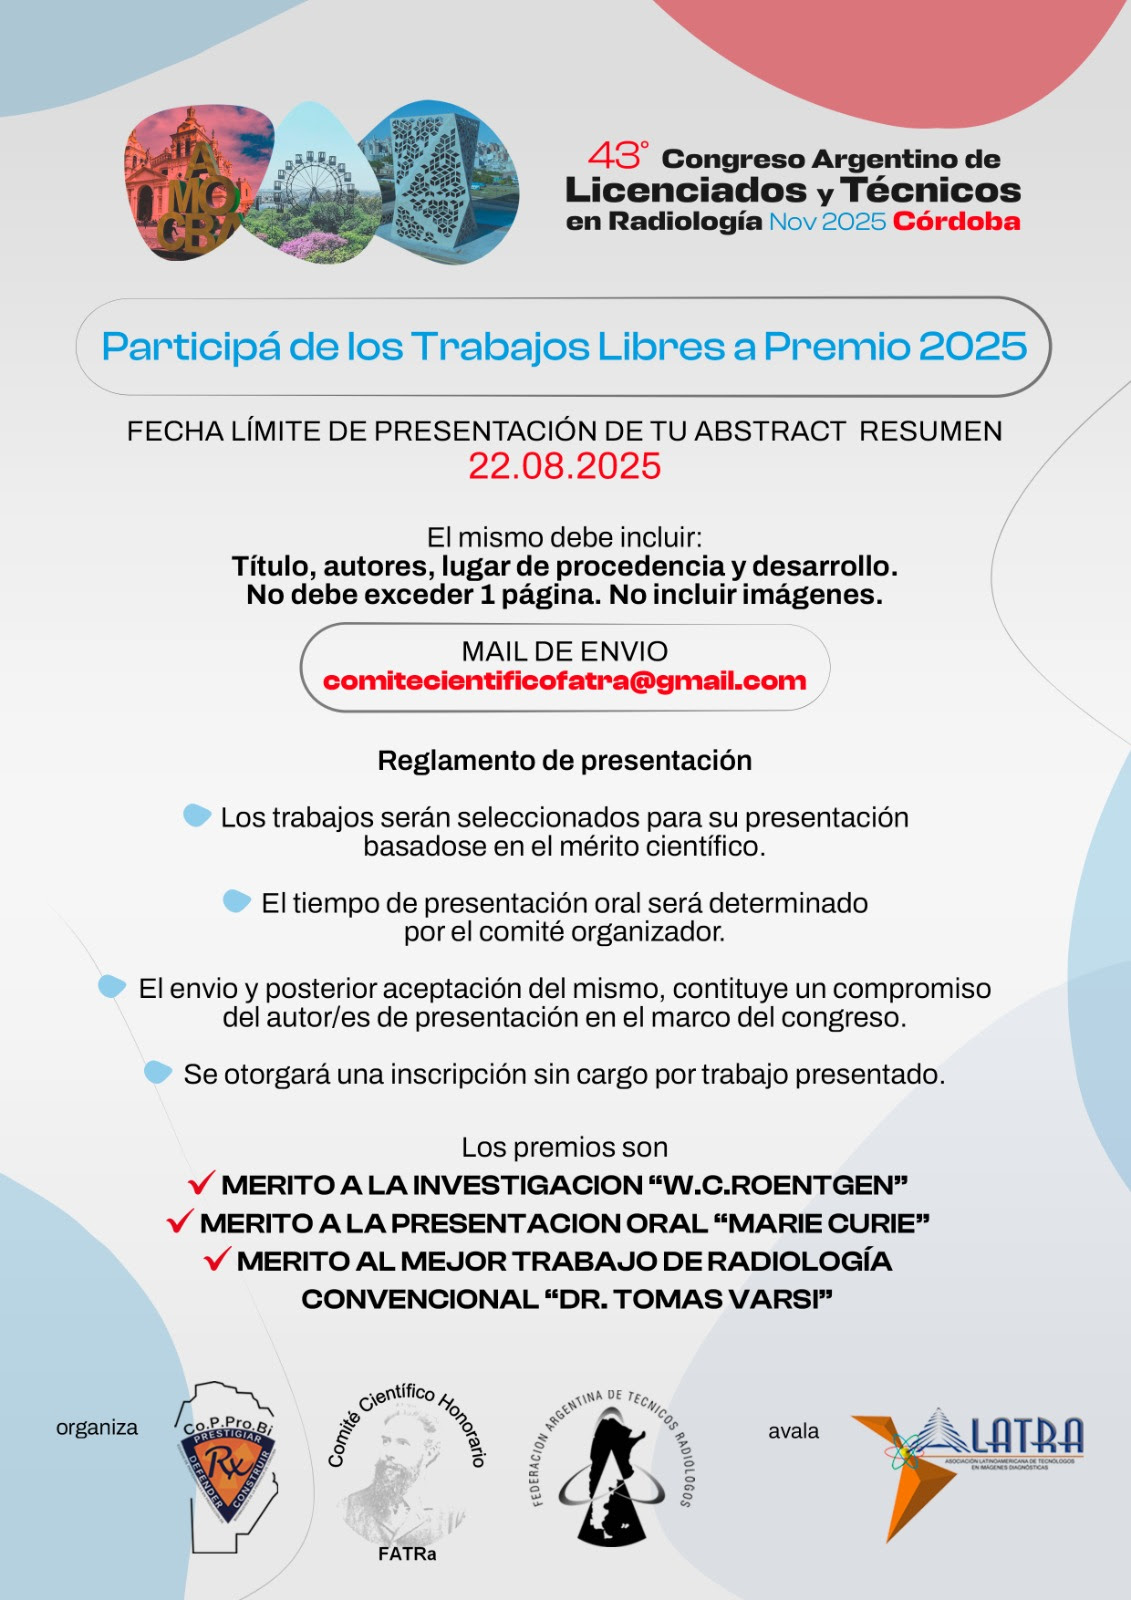 A
MO
CBA
43° Congreso Argentino de
Licenciados y Técnicos
en Radiología Nov 2025 Córdoba
Participá de los Trabajos Libres a Premio 2025
FECHA LÍMITE DE PRESENTACIÓN DE TU ABSTRACT RESUMEN
22.08.2025
El mismo debe incluir:
Título, autores, lugar de procedencia y desarrollo.
No debe exceder 1 página. No incluir imágenes.
MAIL DE ENVIO
comitecientificofatra@gmail.com
Reglamento de presentación
Los trabajos serán seleccionados para su presentación
basadose en el mérito científico.
El tiempo de presentación oral será determinado
por el comité organizador.
El envio y posterior aceptación del mismo, contituye un compromiso
del autor/es de presentación en el marco del congreso.
Se otorgará una inscripción sin cargo por trabajo presentado.
Los premios son
MERITO A LA INVESTIGACION “W.C.ROENTGEN”
MERITO A LA PRESENTACION ORAL “MARIE CURIE”
MERITO AL MEJOR TRABAJO DE RADIOLOGÍA
CONVENCIONAL “DR. TOMAS VARSI”
organiza
Co.P.Pro.Bi
PRESTIGIAR
DEFENDER
CONSTRUIR
Rx
Comité Científico Honorario
FATRa
FEDERACION ARGENTINA DE TECNICOS RADIOLOGOS
avala
ALATRA
ASOCIACIÓN LATINOAMERICANA DE TECNÓLOGOS
EN IMÁGENES DIAGNÓSTICAS